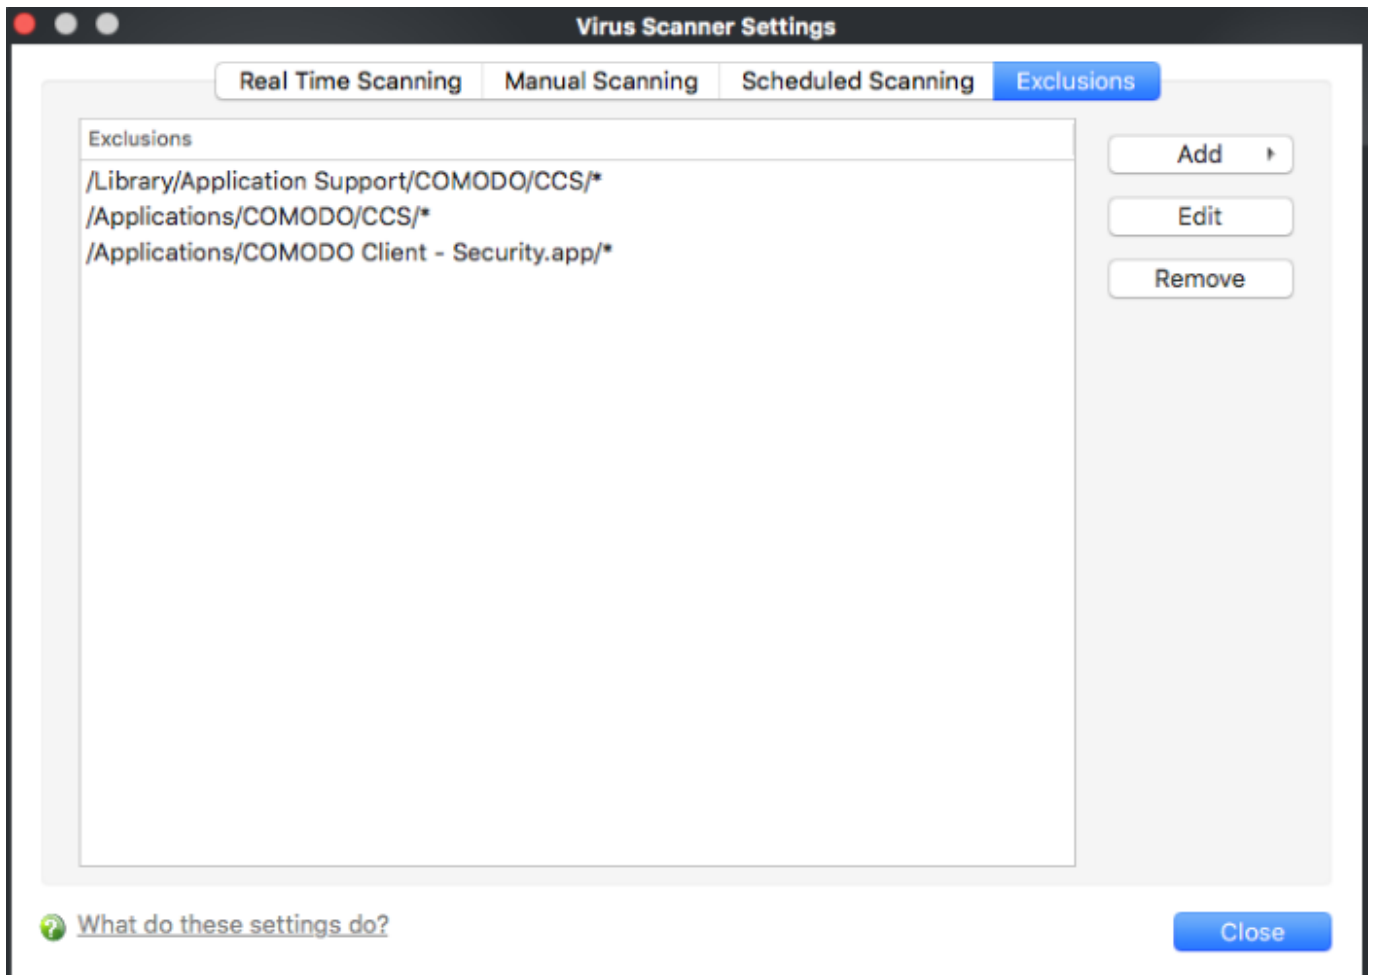 Virus Scanner Settings
Real Time Scanning Manual Scanning Scheduled Scanning Exclusions
Exclusions
/Library/Application Support/COMODO/CCS/*
/Applications/COMODO/CCS/*
/Applications/COMODO Client - Security.app/*
Add
Edit
Remove
What do these settings do?
Close